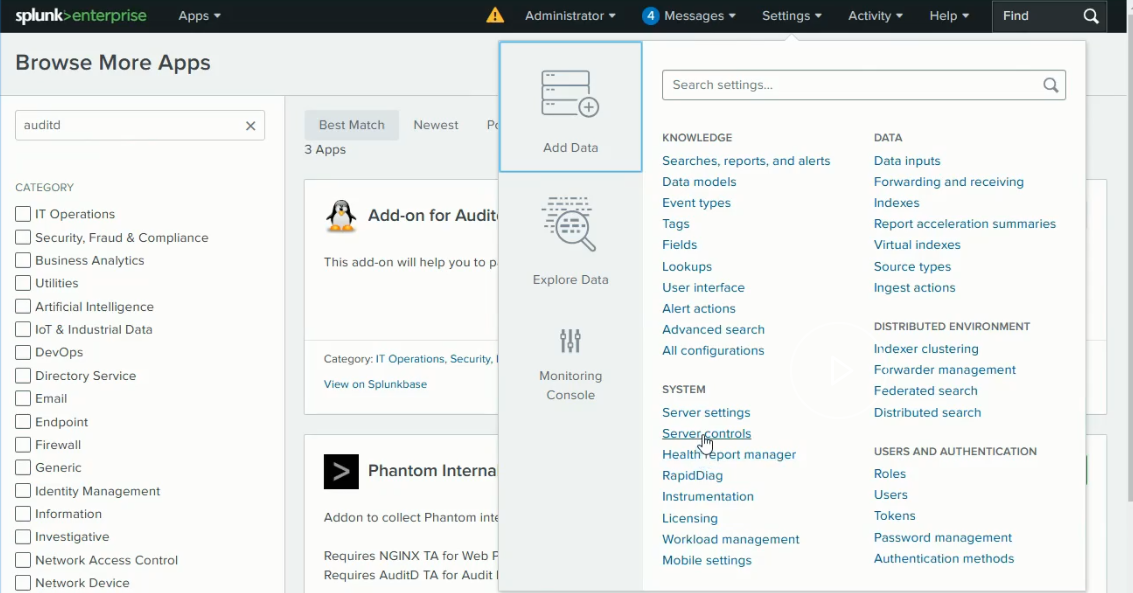 splunk>enterprise Apps Administrator 4 Messages Settings Activity Help Find
Browse More Apps
auditd
CATEGORY
IT Operations
Security, Fraud & Compliance
Business Analytics
Utilities
Artificial Intelligence
IoT & Industrial Data
DevOps
Directory Service
Email
Endpoint
Firewall
Generic
Identity Management
Information
Investigative
Network Access Control
Network Device
Best Match Newest Po
3 Apps
Add-on for Audit
This add-on will help you to p
Category: IT Operations, Security,
View on Splunkbase
Phantom Interna
Addon to collect Phantom inte
Requires NGINX TA for Web F
Requires AuditD TA for Audit
Add Data
Explore Data
Monitoring
Console
Search settings...
KNOWLEDGE
Searches, reports, and alerts
Data models
Event types
Tags
Fields
Lookups
User interface
Alert actions
Advanced search
All configurations
SYSTEM
Server settings
Server controls
Health report manager
RapidDiag
Instrumentation
Licensing
Workload management
Mobile settings
DATA
Data inputs
Forwarding and receiving
Indexes
Report acceleration summaries
Virtual indexes
Source types
Ingest actions
DISTRIBUTED ENVIRONMENT
Indexer clustering
Forwarder management
Federated search
Distributed search
USERS AND AUTHENTICATION
Roles
Users
Tokens
Password management
Authentication methods